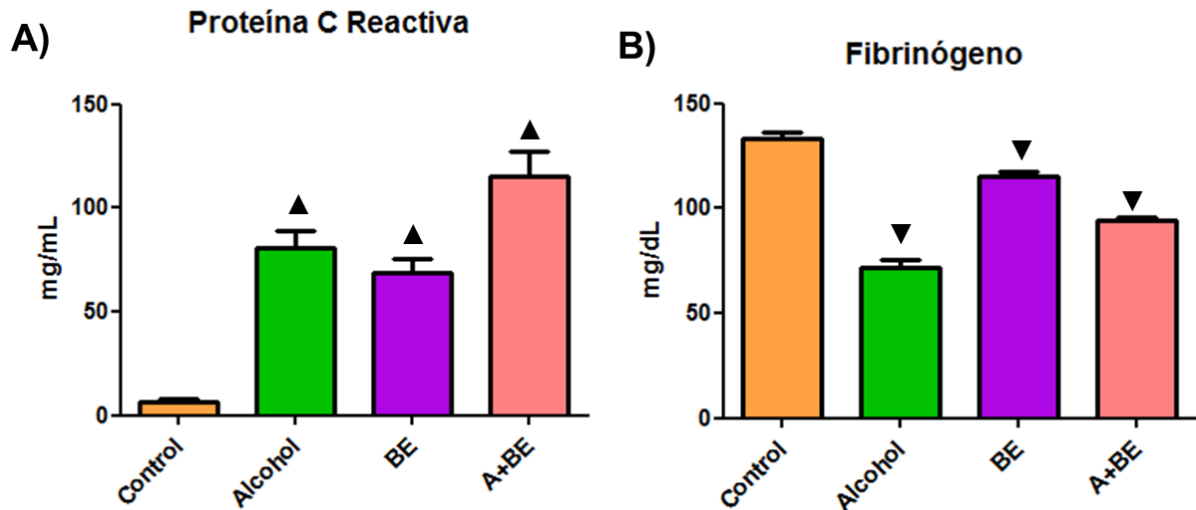 A)
Proteína C Reactiva
mg/mL
150
100
50
0
Control
Alcohol
BE
A+BE
B)
Fibrinógeno
mg/dL
150
100
50
0
Control
Alcohol
BE
A+BE